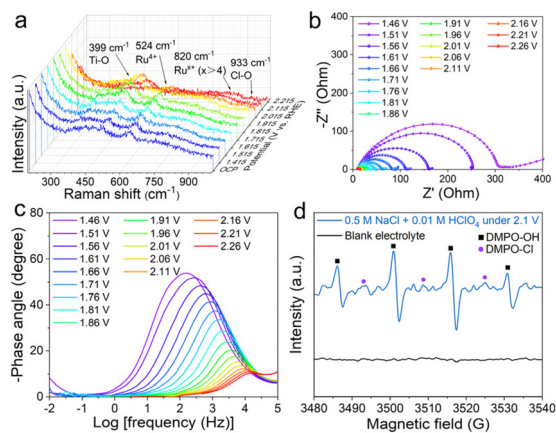 a
399 cm⁻¹
Ti-O
524 cm⁻¹
Ru⁴⁺
820 cm⁻¹
Ruˣ⁺ (x>4)
933 cm⁻¹
Cl-O
Intensity (a.u.)
2.215
2.115
2.015
1.915
1.815
1.715
1.615
1.515
1.415
OCP
Potential (V vs. RHE)
300 450 600 750 900
Raman shift (cm⁻¹)
b
400
300
200
100
0
-Z'' (Ohm)
1.46 V 1.91 V 2.16 V
1.51 V 1.96 V 2.21 V
1.56 V 2.01 V 2.26 V
1.61 V 2.06 V
1.66 V 2.11 V
1.71 V
1.76 V
1.81 V
1.86 V
0 100 200 300 400
Z' (Ohm)
c
-80
-60
-40
-20
0
-Phase angle (degree)
1.46 V 1.91 V 2.16 V
1.51 V 1.96 V 2.21 V
1.56 V 2.01 V 2.26 V
1.61 V 2.06 V
1.66 V 2.11 V
1.71 V
1.76 V
1.81 V
1.86 V
-2 -1 0 1 2 3 4 5
Log [frequency (Hz)]
d
0.5 M NaCl + 0.01 M HClO₄ under 2.1 V
Blank electrolyte
DMPO-OH
DMPO-Cl
Intensity (a.u.)
3480 3490 3500 3510 3520 3530 3540
Magnetic field (G)